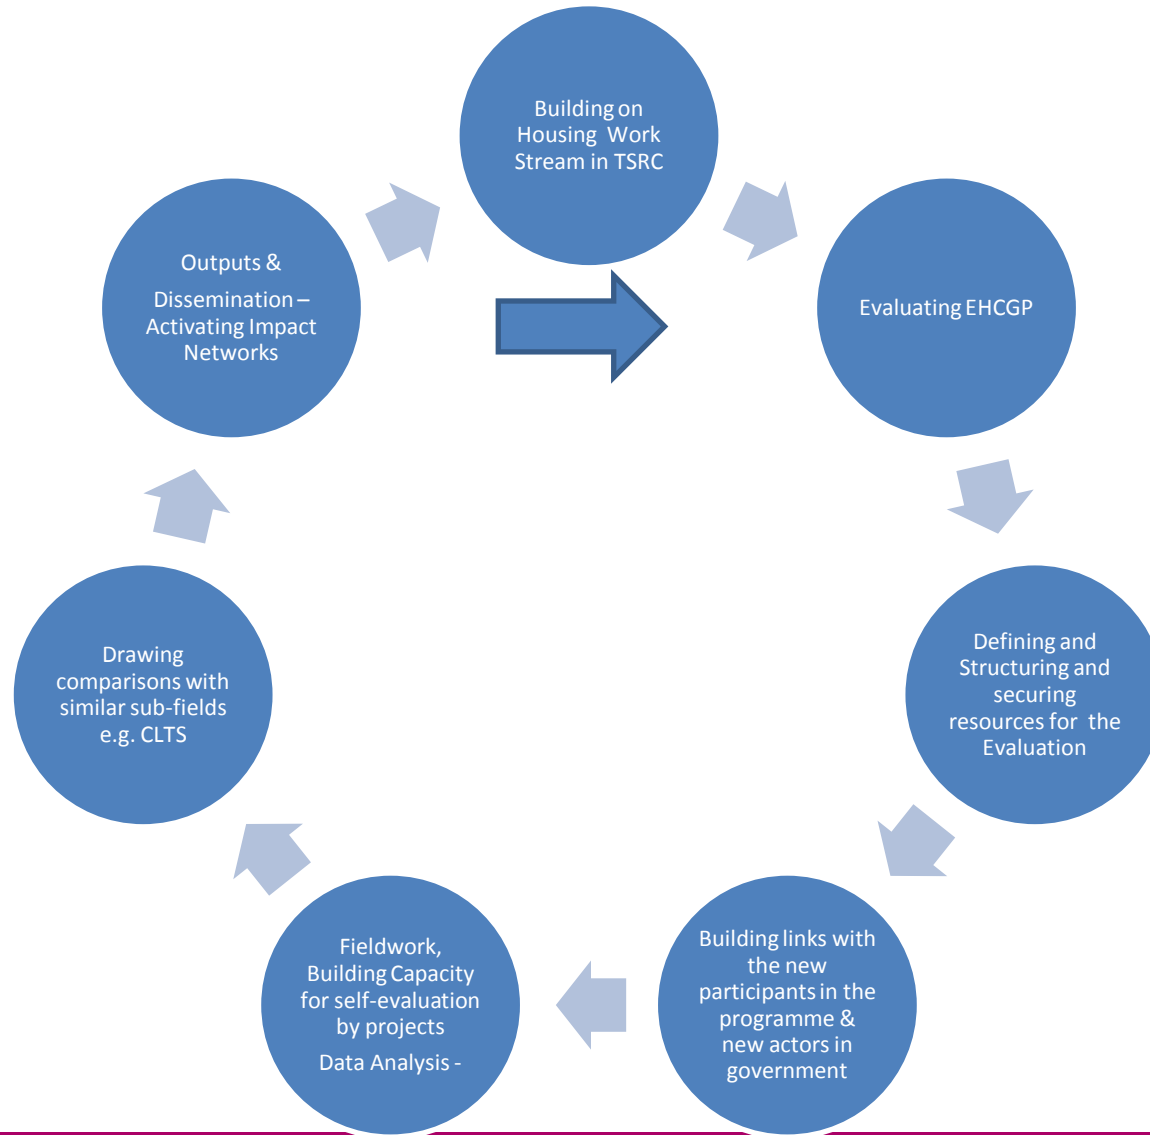 Building on
Housing Work
Stream in TSRC
Evaluating EHCGP
Defining and
Structuring and
securing
resources for the
Evaluation
Building links with
the new
participants in the
programme &
new actors in
government
Fieldwork,
Building Capacity
for self-evaluation
by projects
Data Analysis -
Drawing
comparisons with
similar sub-fields
e.g. CLTS
Outputs &
Dissemination –
Activating Impact
Networks